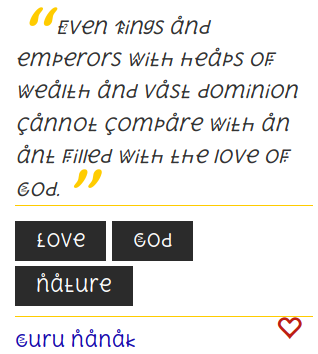 "Even kings and
emperors with heaps of
wealth and vast dominion
cannot compare with an
ant filled with the love of
God. "
Love God
Nature
Guru Nanak